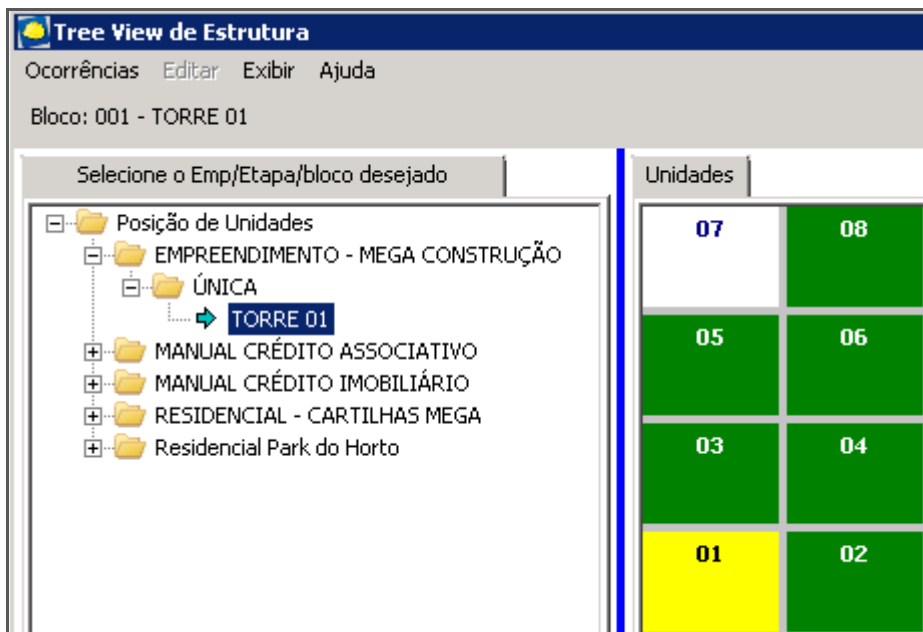 Tree View de Estrutura
Ocorrências Editar Exibir Ajuda
Bloco: 001 - TORRE 01
Selecione o Emp/Etapa/bloco desejado
Posição de Unidades
EMPREENDIMENTO - MEGA CONSTRUÇÃO
ÚNICA
TORRE 01
MANUAL CRÉDITO ASSOCIATIVO
MANUAL CRÉDITO IMOBILIÁRIO
RESIDENCIAL - CARTILHAS MEGA
Residencial Park do Horto
Unidades
07 08
05 06
03 04
01 02